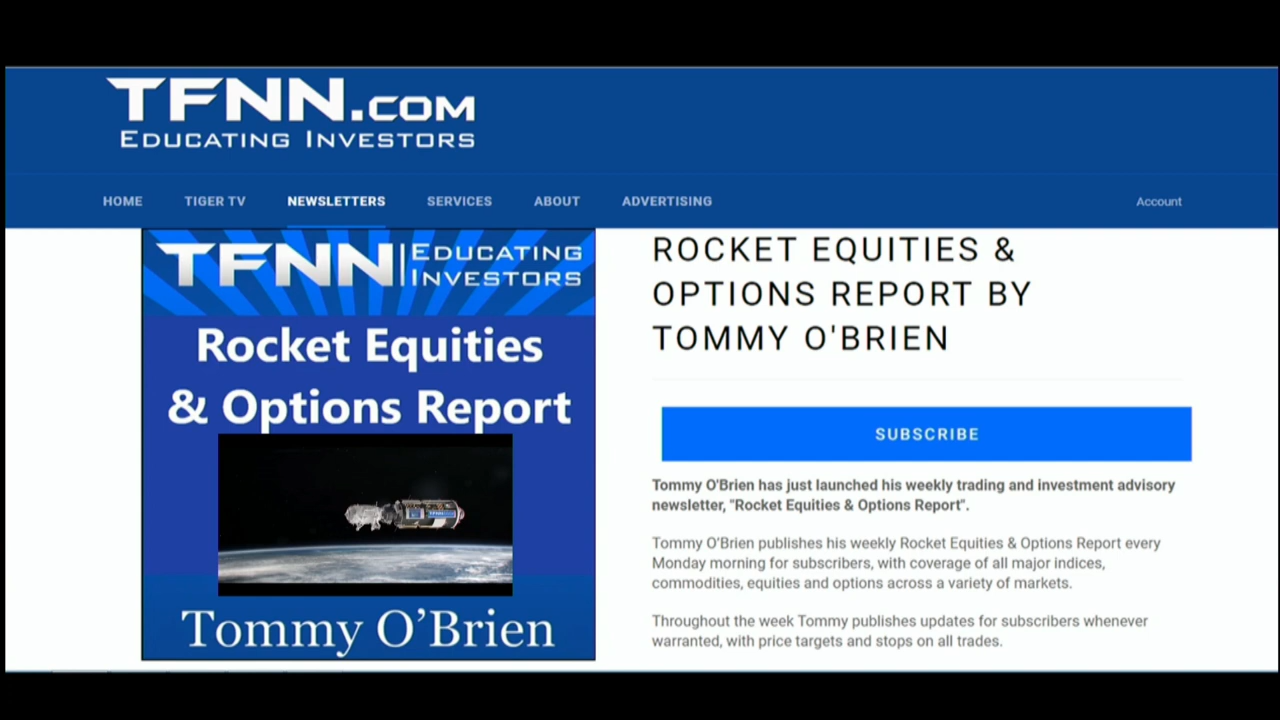 TFNN.COM
EDUCATING INVESTORS
HOME TIGER TV NEWSLETTERS SERVICES ABOUT ADVERTISING Account
TFNN | EDUCATING
INVESTORS
Rocket Equities
& Options Report
TFNN
Tommy O’Brien
ROCKET EQUITIES &
OPTIONS REPORT BY
TOMMY O'BRIEN
SUBSCRIBE
Tommy O'Brien has just launched his weekly trading and investment advisory
newsletter, "Rocket Equities & Options Report".
Tommy O'Brien publishes his weekly Rocket Equities & Options Report every
Monday morning for subscribers, with coverage of all major indices,
commodities, equities and options across a variety of markets.
Throughout the week Tommy publishes updates for subscribers whenever
warranted, with price targets and stops on all trades.